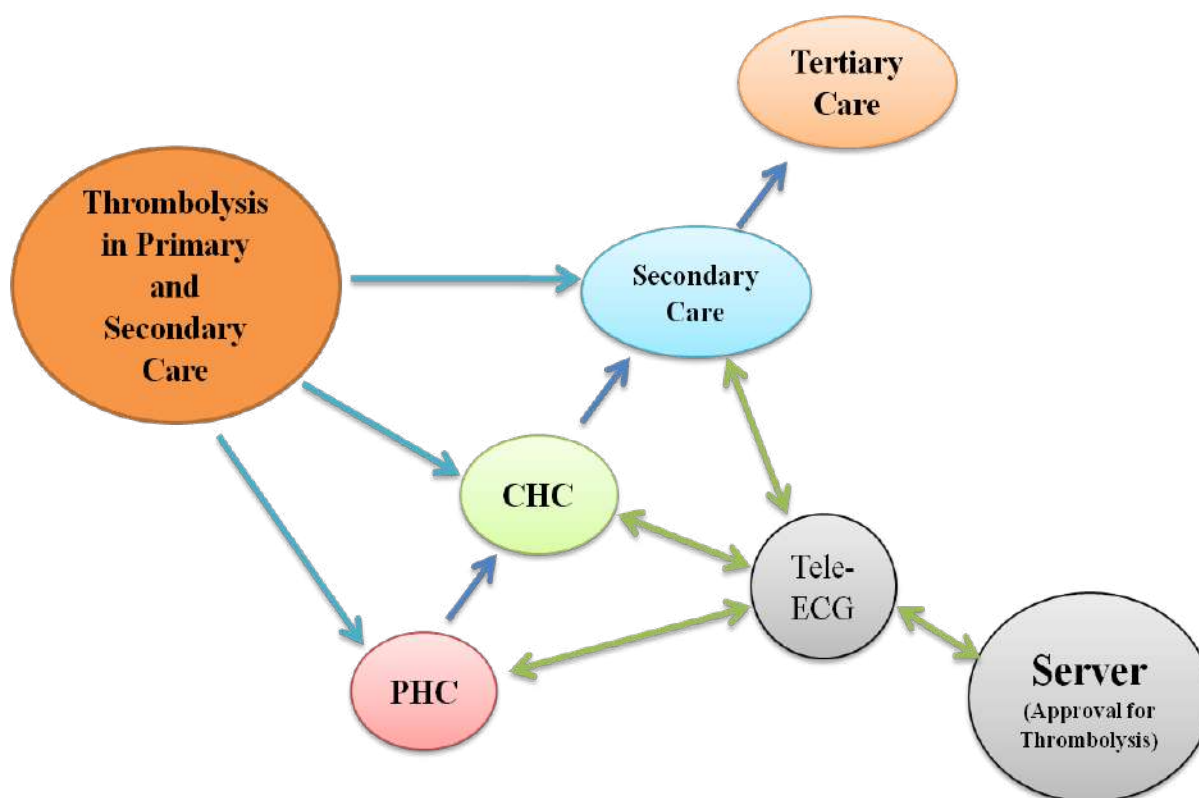 Tertiary
Care
Thrombolysis
in Primary
and
Secondary
Care
Secondary
Care
CHC
Tele-
ECG
PHC
Server
(Approval for
Thrombolysis)